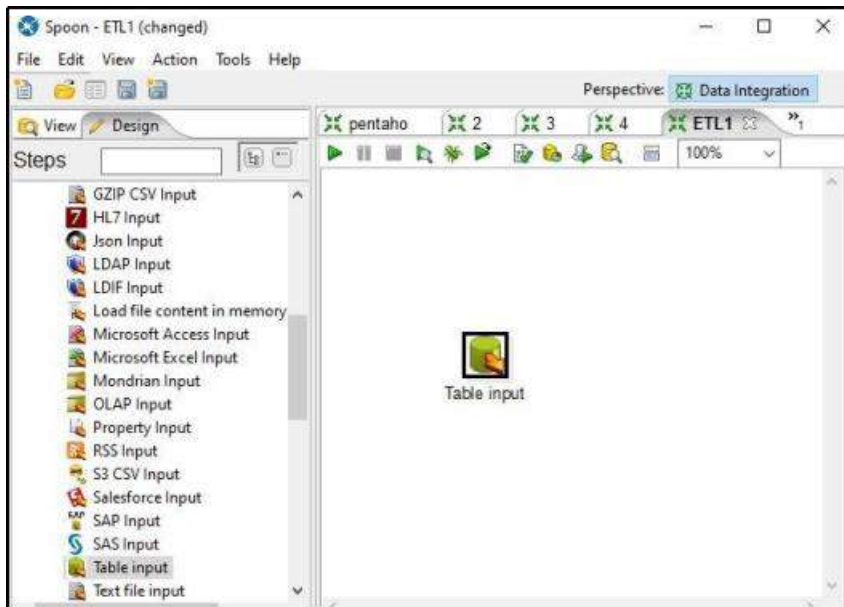 Spoon - ETL1 (changed)
File Edit View Action Tools Help
Perspective: Data Integration
View Design
Steps
GZIP CSV Input
7 HL7 Input
Json Input
LDAP Input
LDIF Input
Load file content in memory
Microsoft Access Input
Microsoft Excel Input
Mondrian Input
OLAP Input
Property Input
RSS Input
S3 CSV Input
Salesforce Input
SAP SAP Input
SAS Input
Table input
Text file input
pentaho 2 3 4 ETL1 »1
100%
Table input